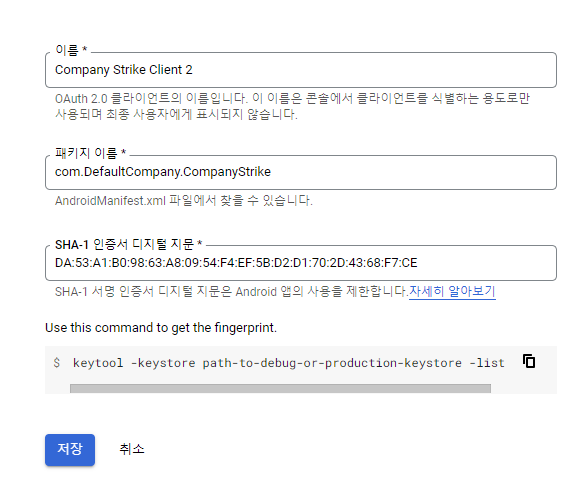 이름 *
Company Strike Client 2
OAuth 2.0 클라이언트의 이름입니다. 이 이름은 콘솔에서 클라이언트를 식별하는 용도로만
사용되며 최종 사용자에게 표시되지 않습니다.
패키지 이름 *
com.DefaultCompany.CompanyStrike
AndroidManifest.xml 파일에서 찾을 수 있습니다.
SHA-1 인증서 디지털 지문 *
DA:53:A1:B0:98:63:A8:09:54:F4:EF:5B:D2:D1:70:2D:43:68:F7:CE
SHA-1 서명 인증서 디지털 지문은 Android 앱의 사용을 제한합니다.자세히 알아보기
Use this command to get the fingerprint.
$ keytool -keystore path-to-debug-or-production-keystore -list
저장 취소